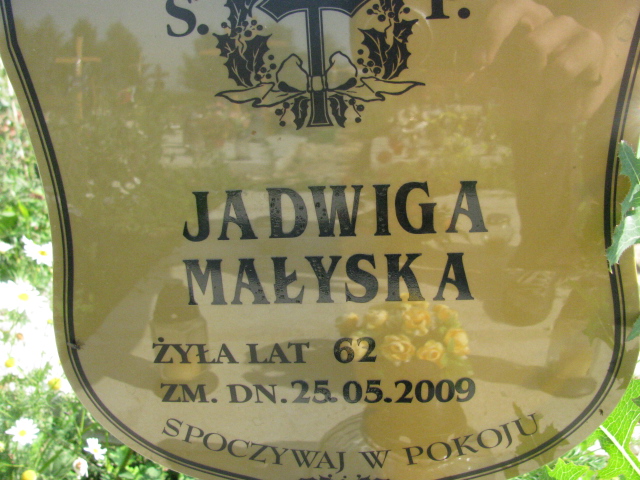 Ś. P.
JADWIGA
MAŁYSKA
ŻYŁA LAT 62
ZM. DN. 25.05.2009
SPOCZYWAJ W POKOJU